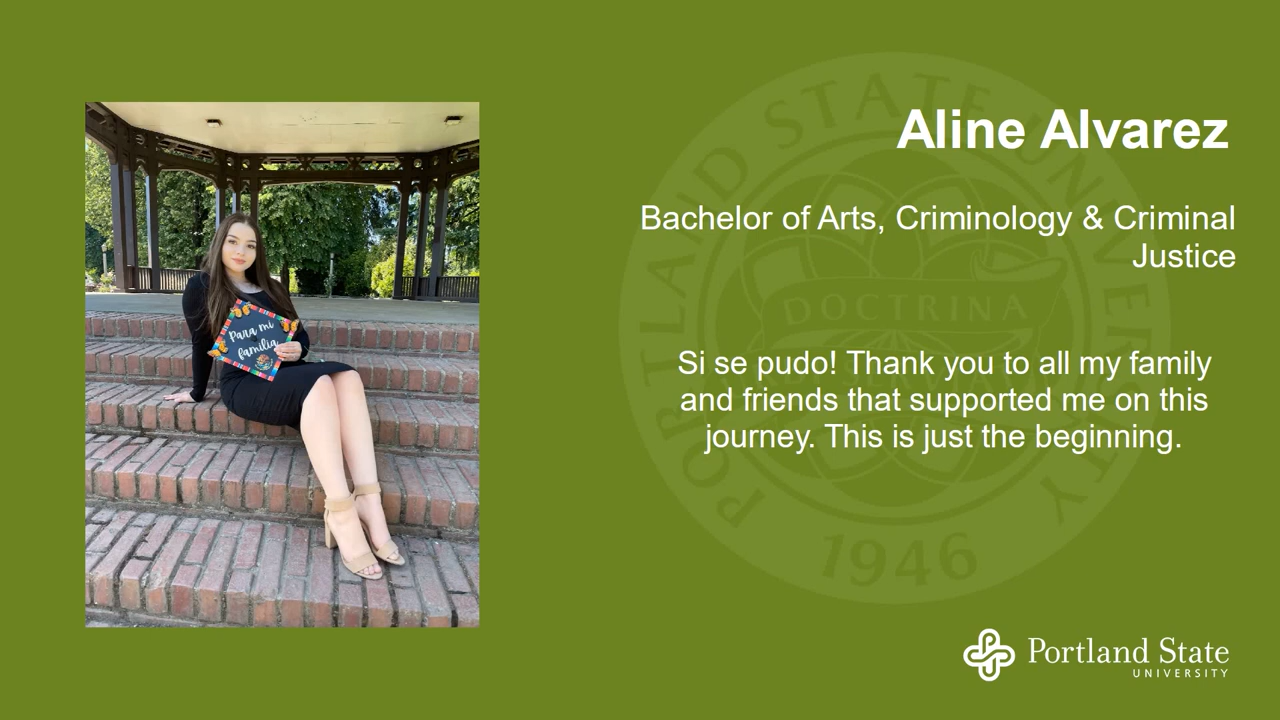 Aline Alvarez
Bachelor of Arts, Criminology & Criminal
Justice
Si se pudo! Thank you to all my family
and friends that supported me on this
journey. This is just the beginning.
Para mi
familia
PORTLAND STATE UNIVERSITY
DOCTRINA
1946
Portland State
UNIVERSITY